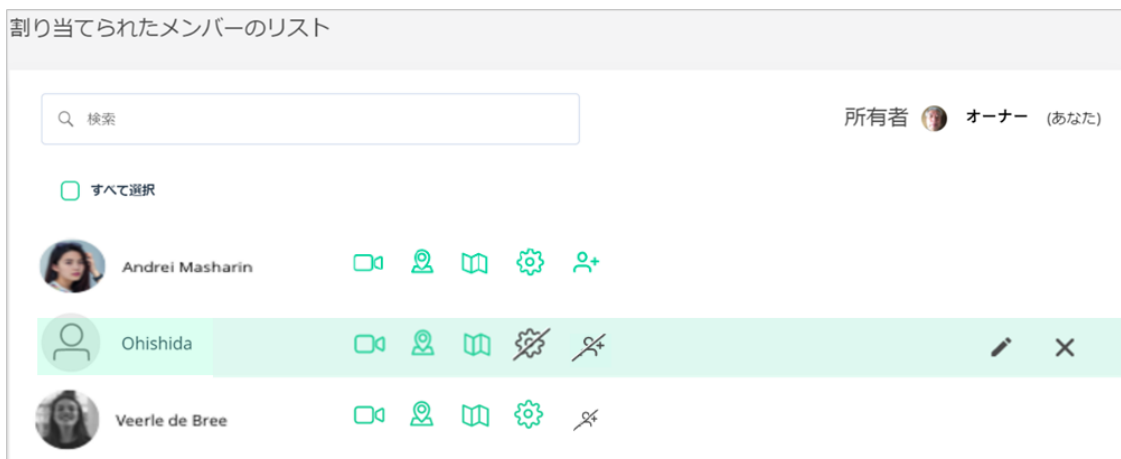 割り当てられたメンバーのリスト
検索
所有者 オーナー (あなた)
すべて選択
Andrei Masharin
Ohishida
Veerle de Bree